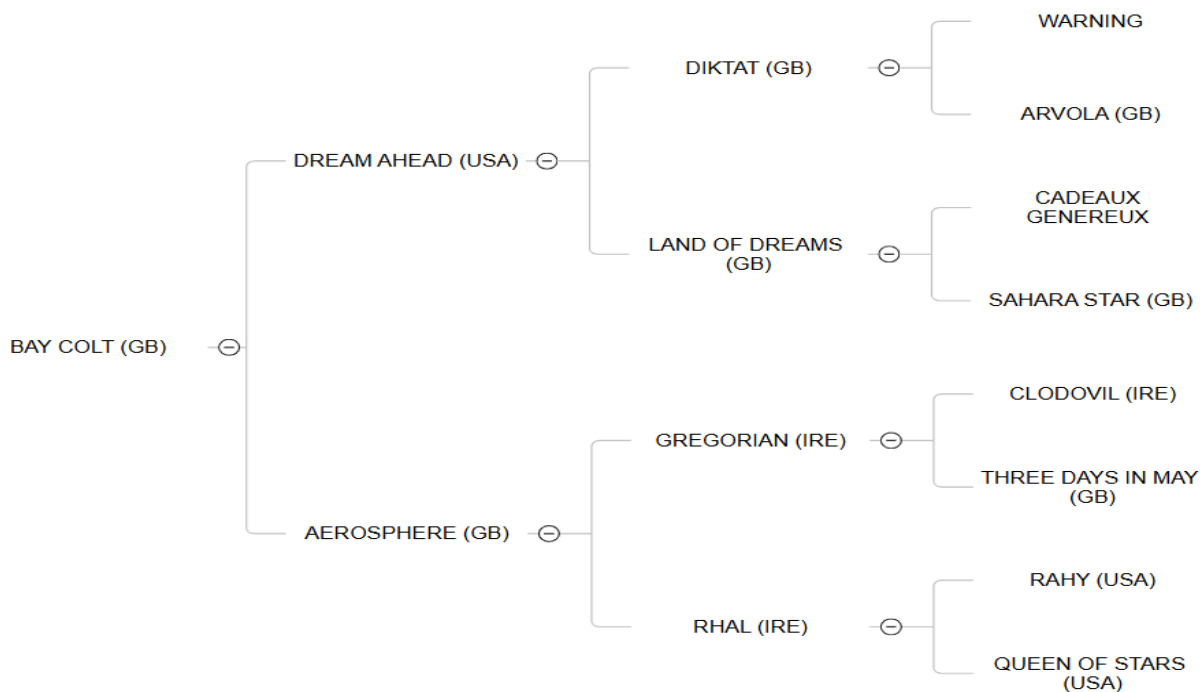 WARNING
DIKTAT (GB)
ARVOLA (GB)
DREAM AHEAD (USA)
CADEAUX
GENEREUX
LAND OF DREAMS
(GB)
SAHARA STAR (GB)
BAY COLT (GB)
CLODOVIL (IRE)
GREGORIAN (IRE)
THREE DAYS IN MAY
(GB)
AEROSPHERE (GB)
RAHY (USA)
RHAL (IRE)
QUEEN OF STARS
(USA)